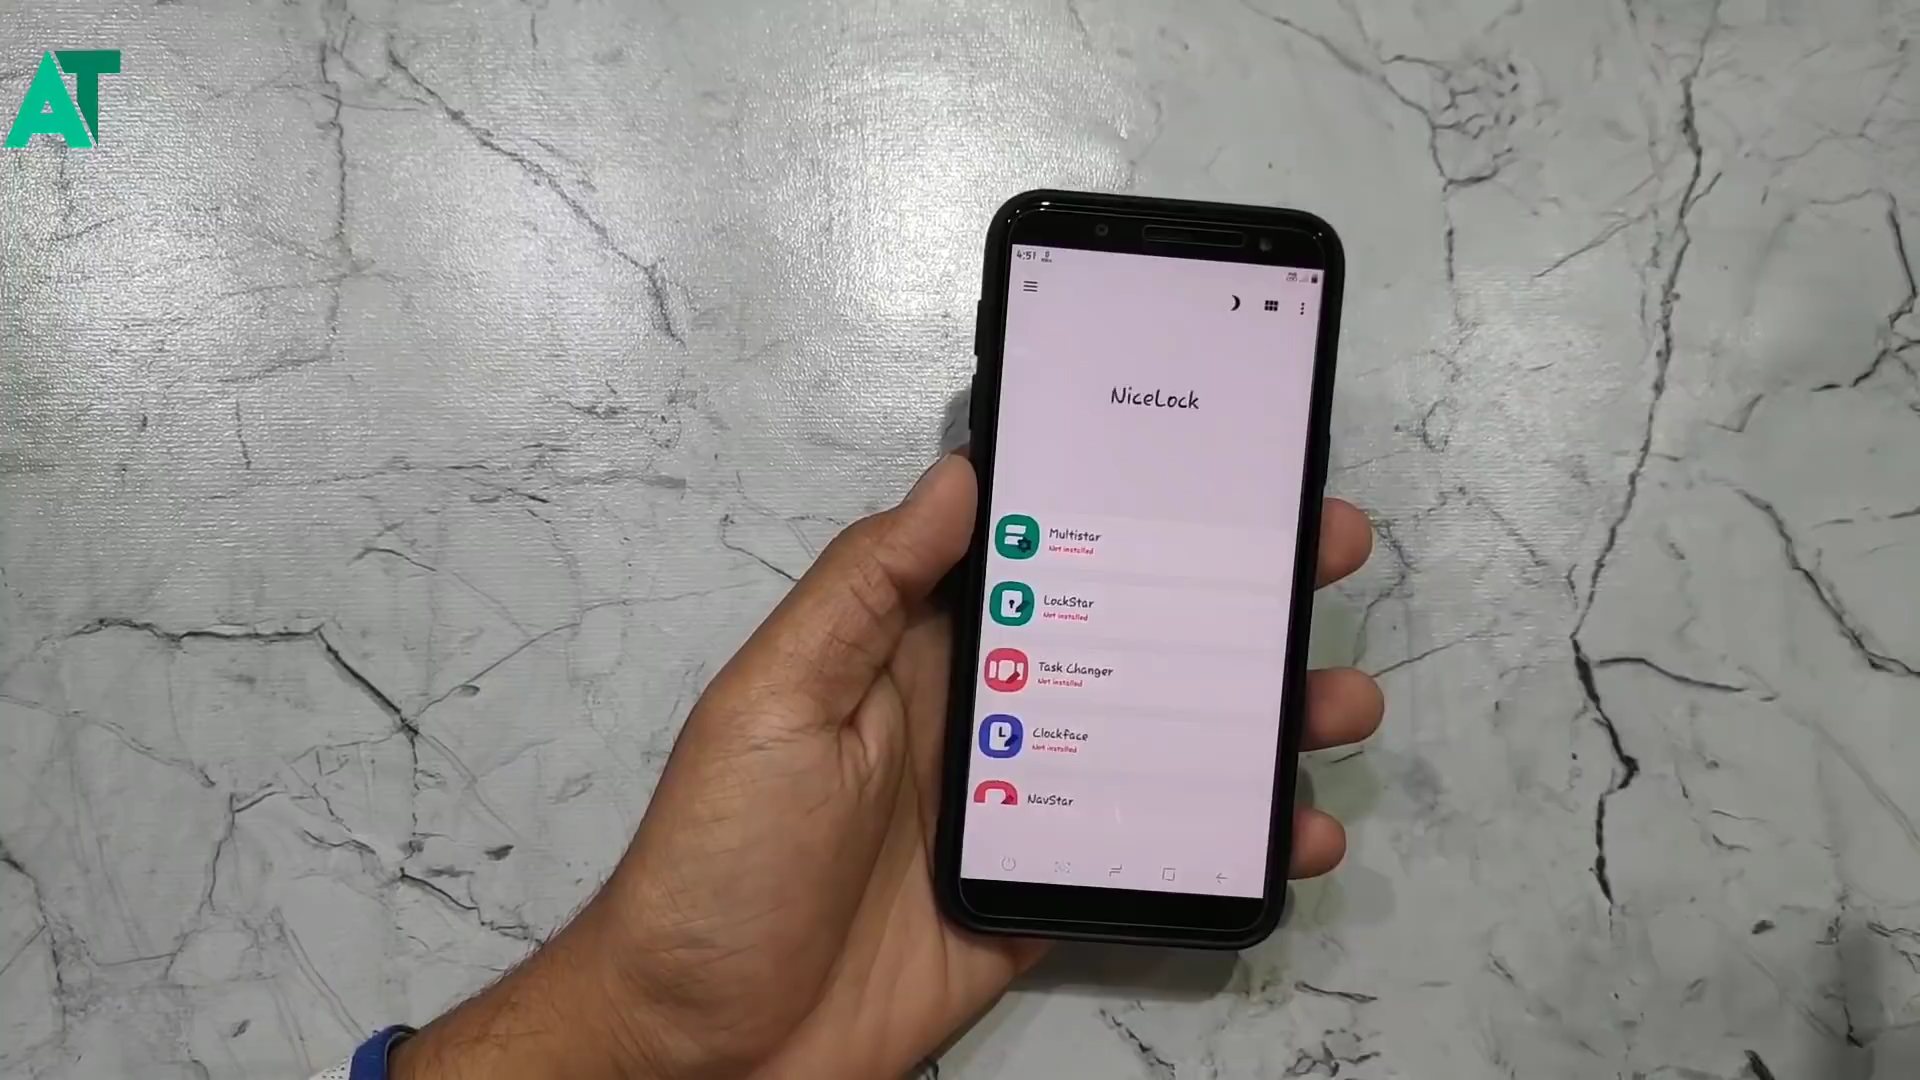 AT
4:51
NiceLock
Multistar
Not installed
LockStar
Not installed
Task Changer
Not installed
Clockface
Not installed
NavStar